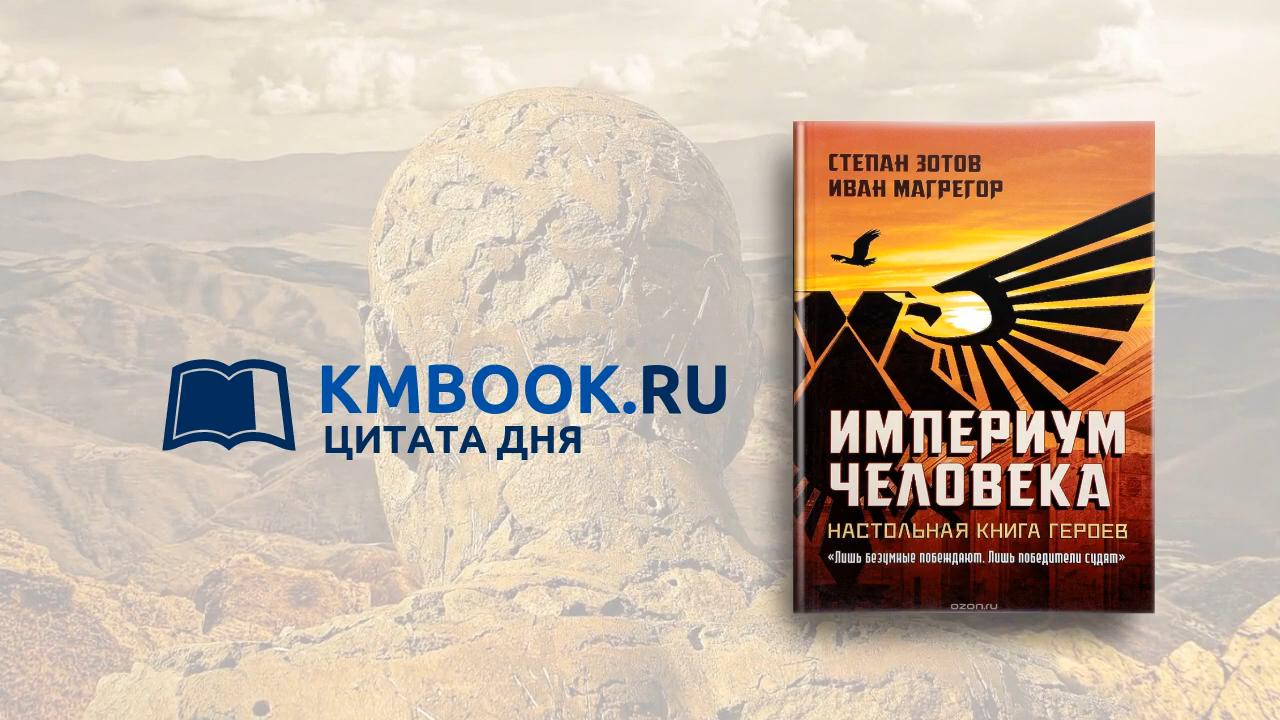 KMBOOK.RU
ЦИТАТА ДНЯ
СТЕПАН ЗОТОВ
ИВАН МАГРЕГОР
ИМПЕРИУМ
ЧЕЛОВЕКА
НАСТОЛЬНАЯ КНИГА ГЕРОЕВ
«Лишь безумные побеждают. Лишь победители судят»
ozon.ru